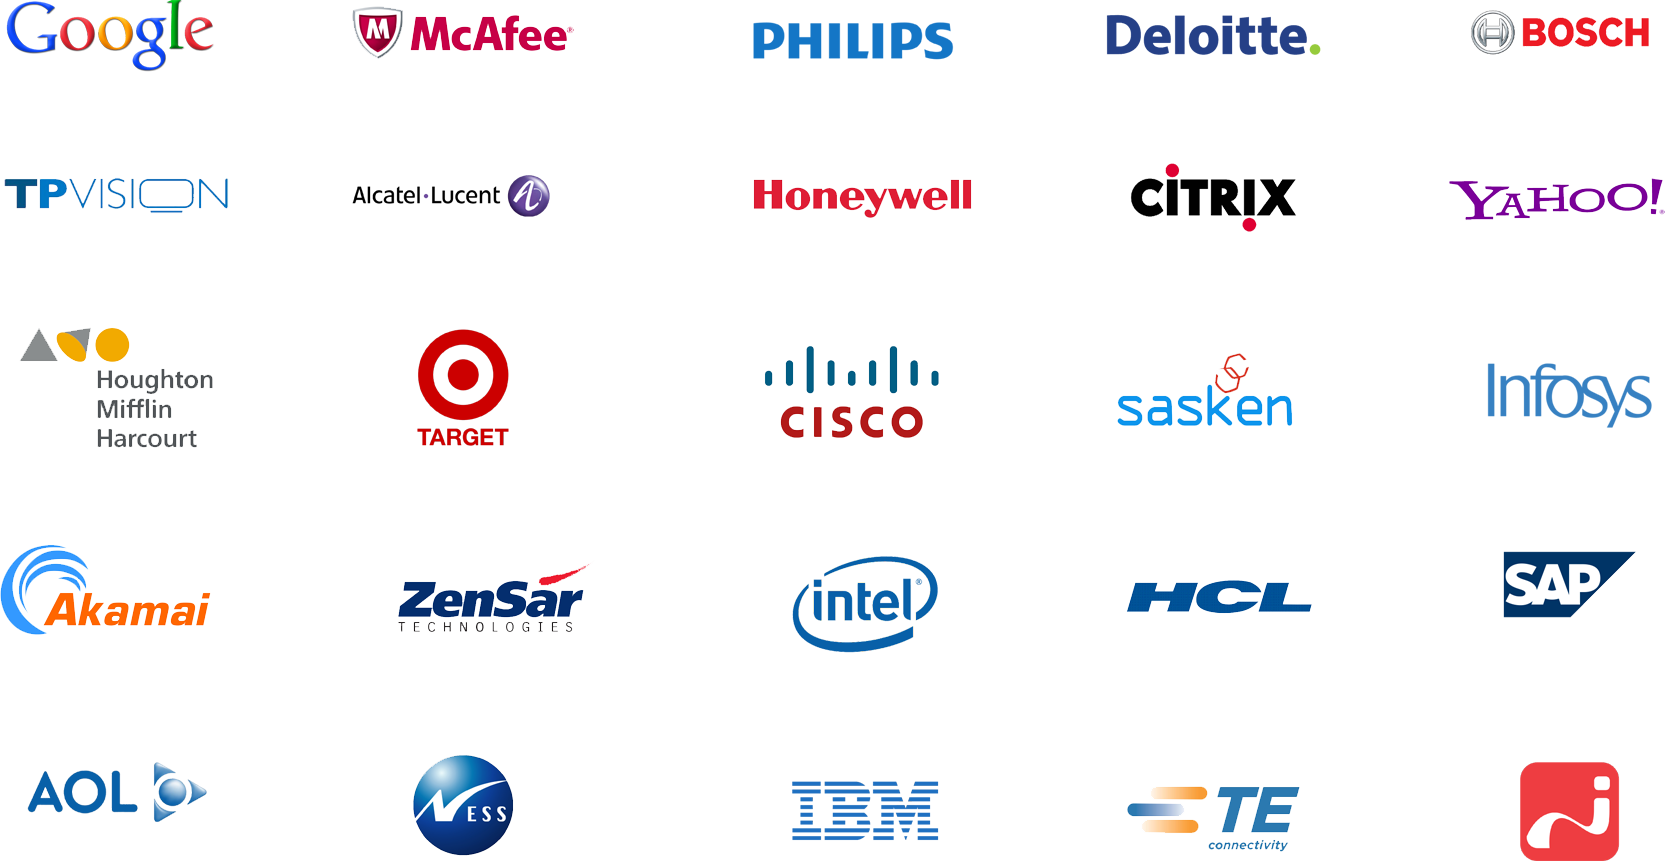 Google
McAfee®
PHILIPS
Deloitte.
BOSCH
TPVISION
Alcatel·Lucent
Honeywell
CITRIX
YAHOO!®
Houghton
Mifflin
Harcourt
TARGET
CISCO
sasken
Infosys
Akamai
ZenSar
TECHNOLOGIES
intel®
HCL
SAP
AOL
NESS
IBM
TE
connectivity